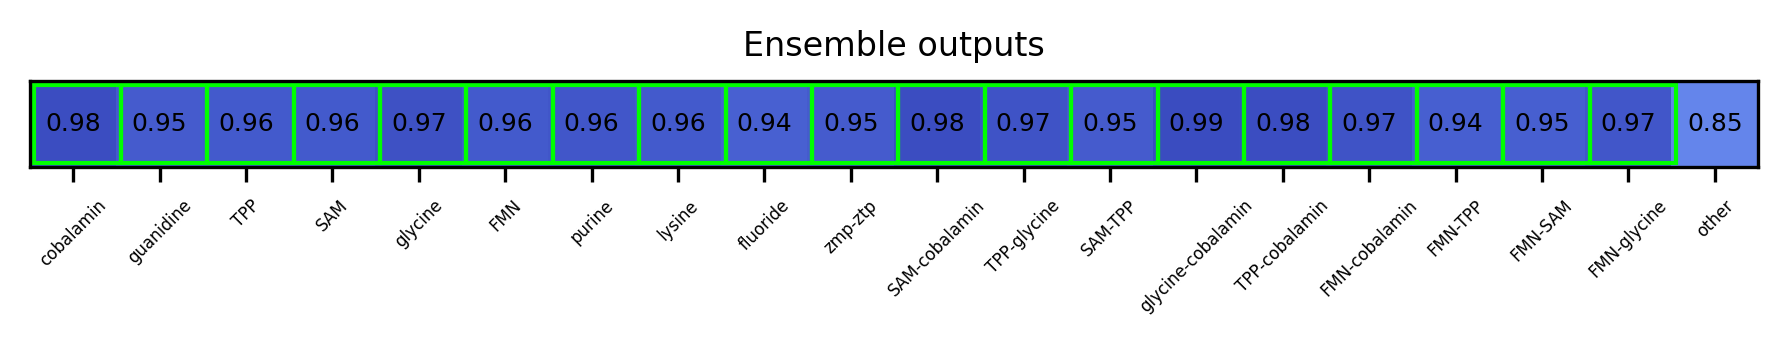 Ensemble outputs
0.98 0.95 0.96 0.96 0.97 0.96 0.96 0.96 0.94 0.95 0.98 0.97 0.95 0.99 0.98 0.97 0.94 0.95 0.97 0.85
cobalamin guanidine TPP SAM glycine FMN purine lysine fluoride zmp-ztp SAM-cobalamin TPP-glycine SAM-TPP glycine-cobalamin TPP-cobalamin FMN-cobalamin FMN-TPP FMN-SAM FMN-glycine other